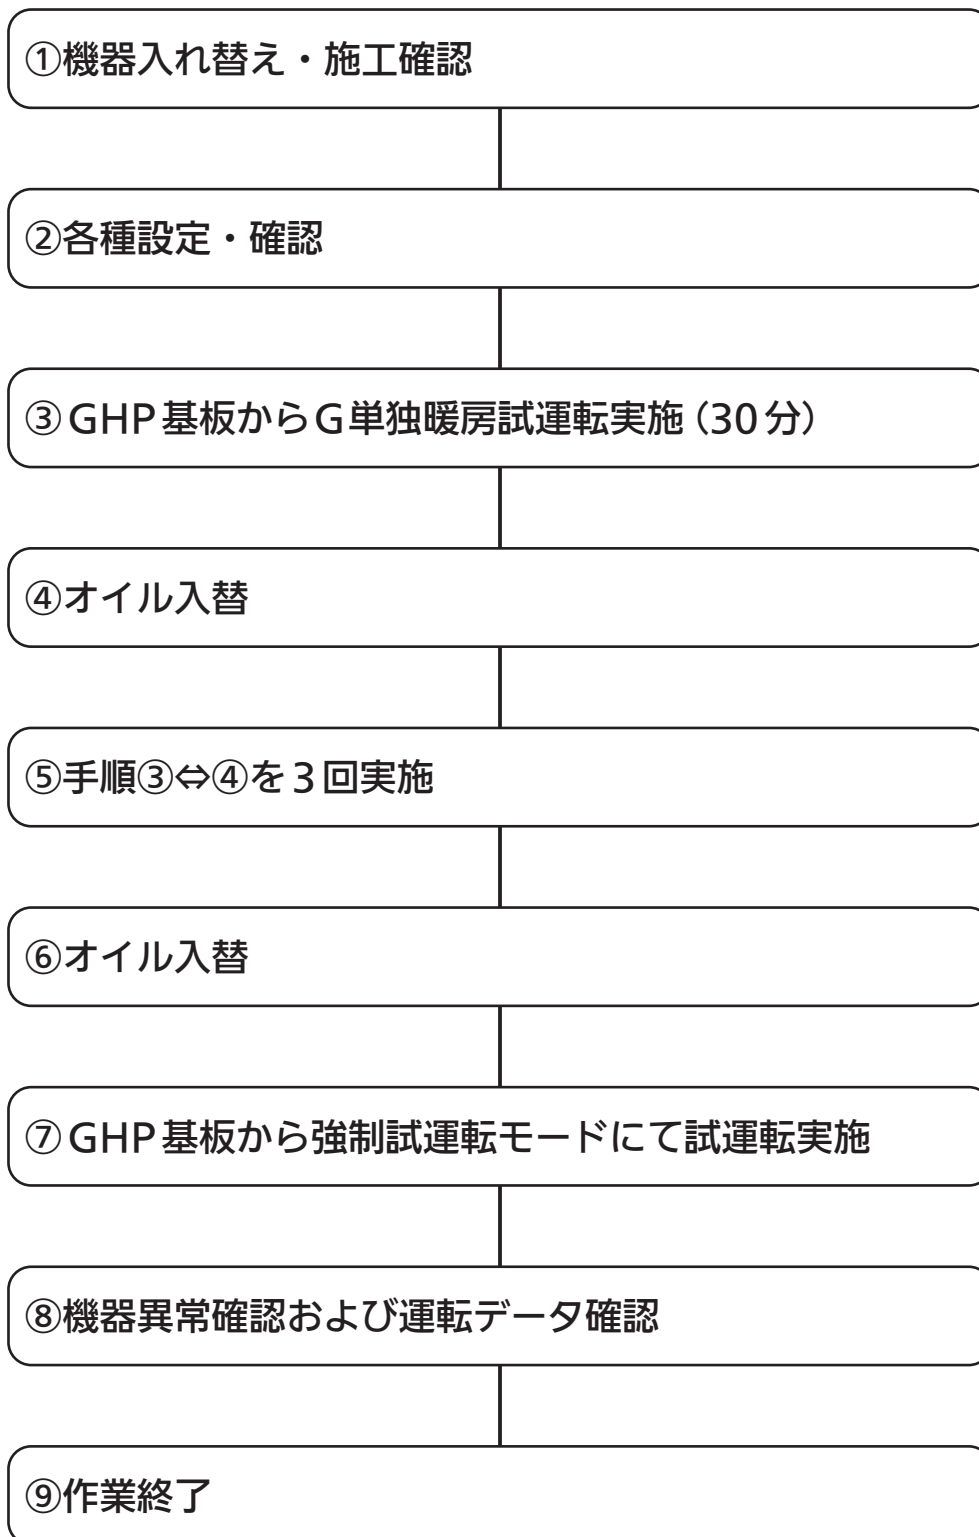 ①機器入れ替え・施工確認
②各種設定・確認
③GHP基板からG単独暖房試運転実施（30分）
④オイル入替
⑤手順③⇔④を3回実施
⑥オイル入替
⑦GHP基板から強制試運転モードにて試運転実施
⑧機器異常確認および運転データ確認
⑨作業終了